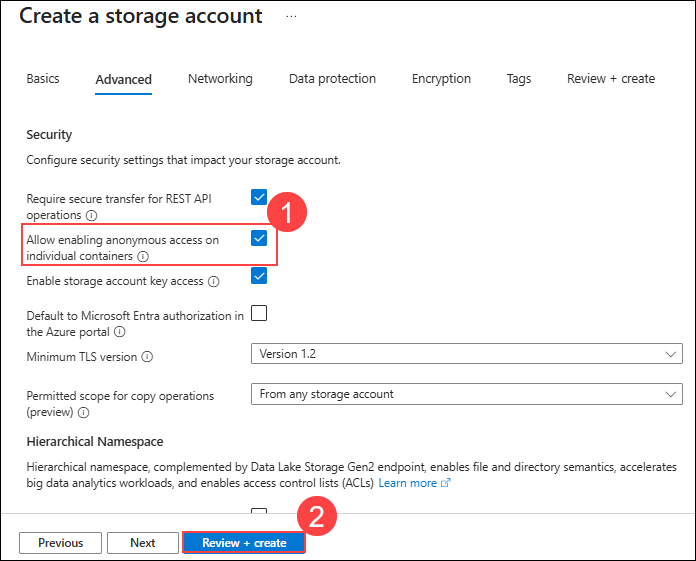 Create a storage account ...
Basics Advanced Networking Data protection Encryption Tags Review + create
Security
Configure security settings that impact your storage account.
Require secure transfer for REST API
operations
1
Allow enabling anonymous access on
individual containers
Enable storage account key access
Default to Microsoft Entra authorization in
the Azure portal
Minimum TLS version
Version 1.2
Permitted scope for copy operations
(preview)
From any storage account
Hierarchical Namespace
Hierarchical namespace, complemented by Data Lake Storage Gen2 endpoint, enables file and directory semantics, accelerates
big data analytics workloads, and enables access control lists (ACLs) Learn more
2
Previous Next Review + create